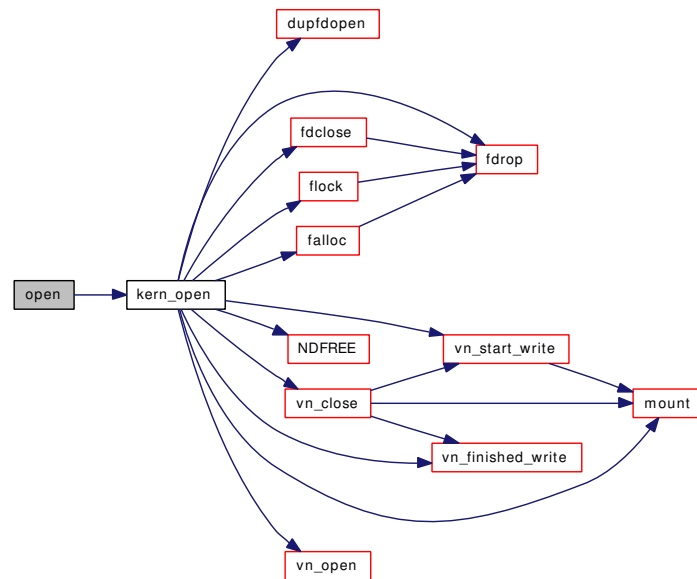 dupfdopen
fdclose
fdrop
flock
falloc
open
kern_open
NDFREE
vn_start_write
vn_close
mount
vn_finished_write
vn_open